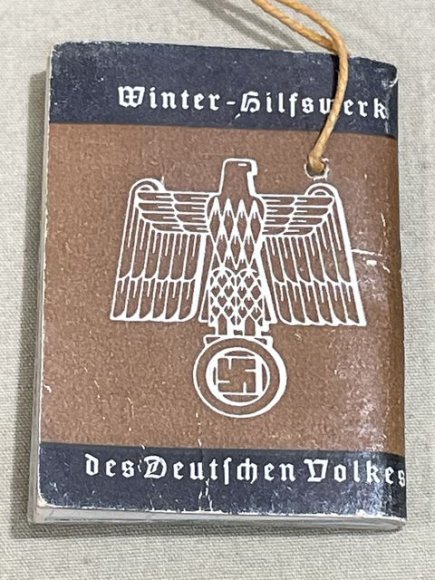 Winter-Hilfswerk
des Deutschen Volkes